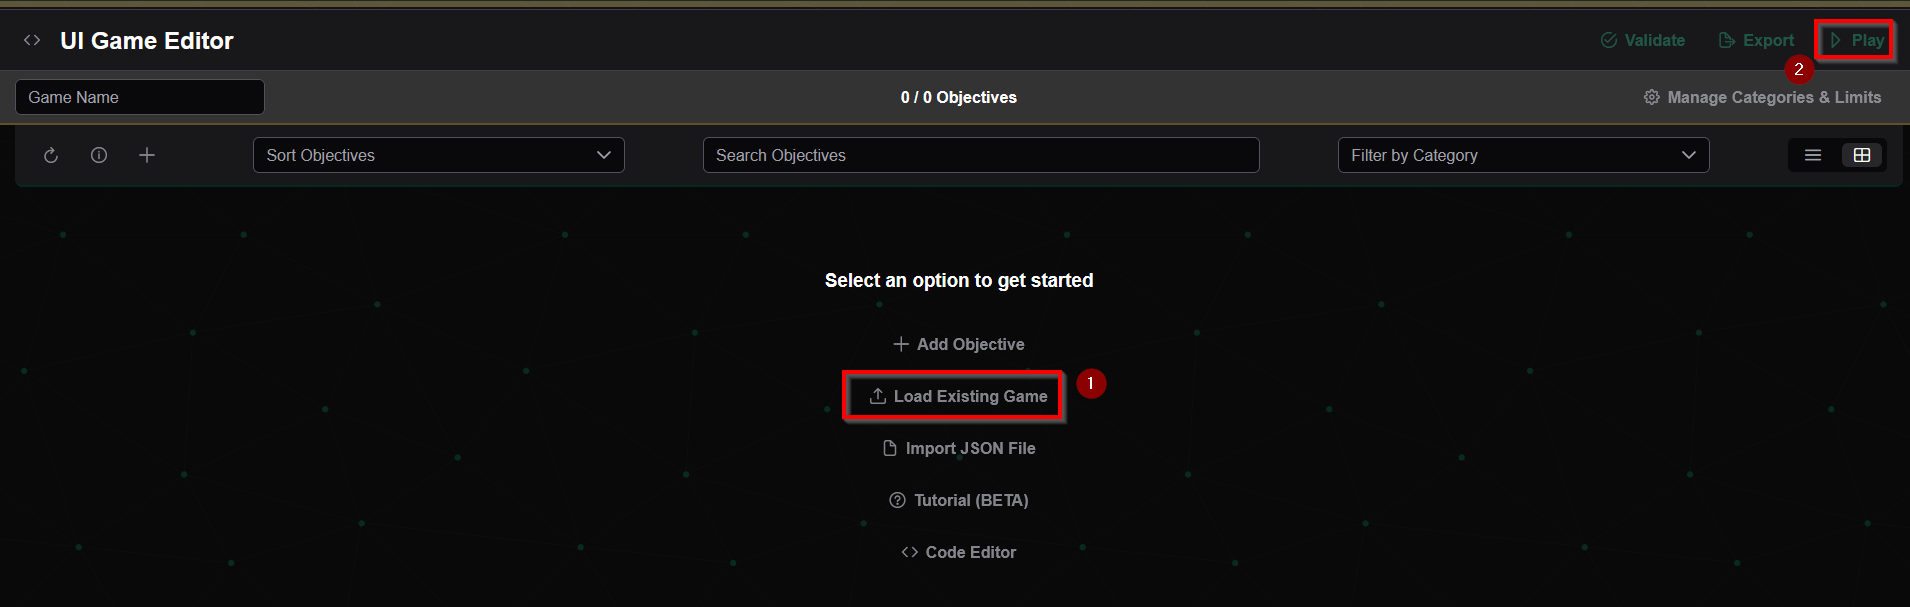 UI Game Editor
Validate
Export
Play
2
Game Name
0 / 0 Objectives
Manage Categories & Limits
Sort Objectives
Search Objectives
Filter by Category
Select an option to get started
Add Objective
Load Existing Game
1
Import JSON File
Tutorial (BETA)
Code Editor